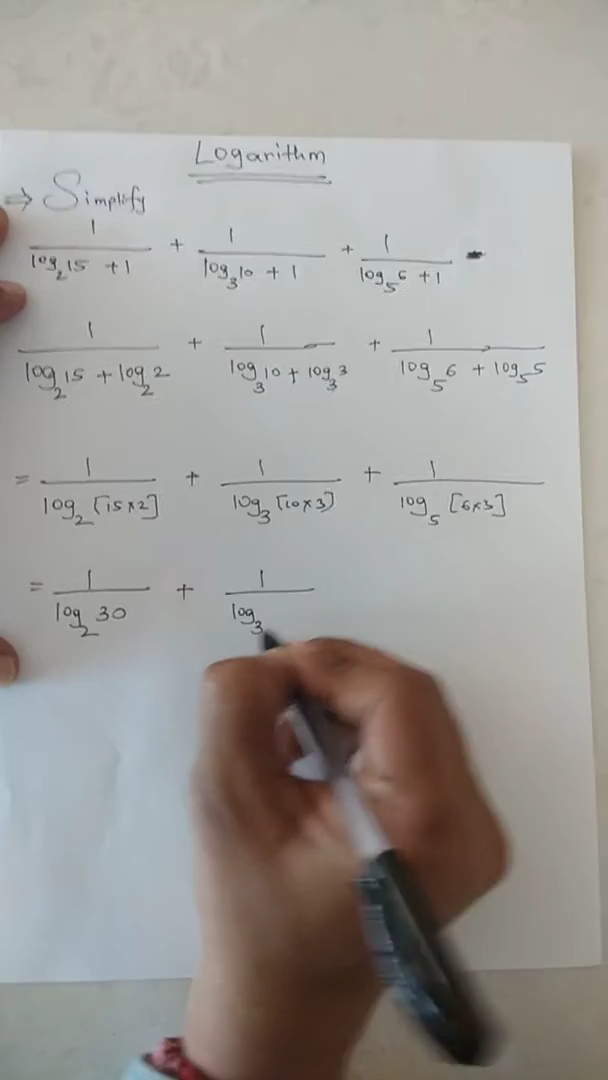 Logarithm
⇒ Simplify
1/(log₂15 + 1) + 1/(log₃10 + 1) + 1/(log₅6 + 1)
1/(log₂15 + log₂2) + 1/(log₃10 + log₃3) + 1/(log₅6 + log₅5)
= 1/(log₂[15×2]) + 1/(log₃[10×3]) + 1/(log₅[6×5])
= 1/(log₂30) + 1/(log₃